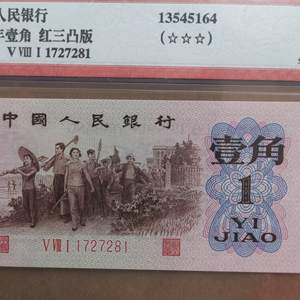 人民银行 13545164
年壹角 红三凸版 (☆☆☆)
V VIII I 1727281
中國人民銀行
壹角
1
YI
JIAO
V VIII I 1727281